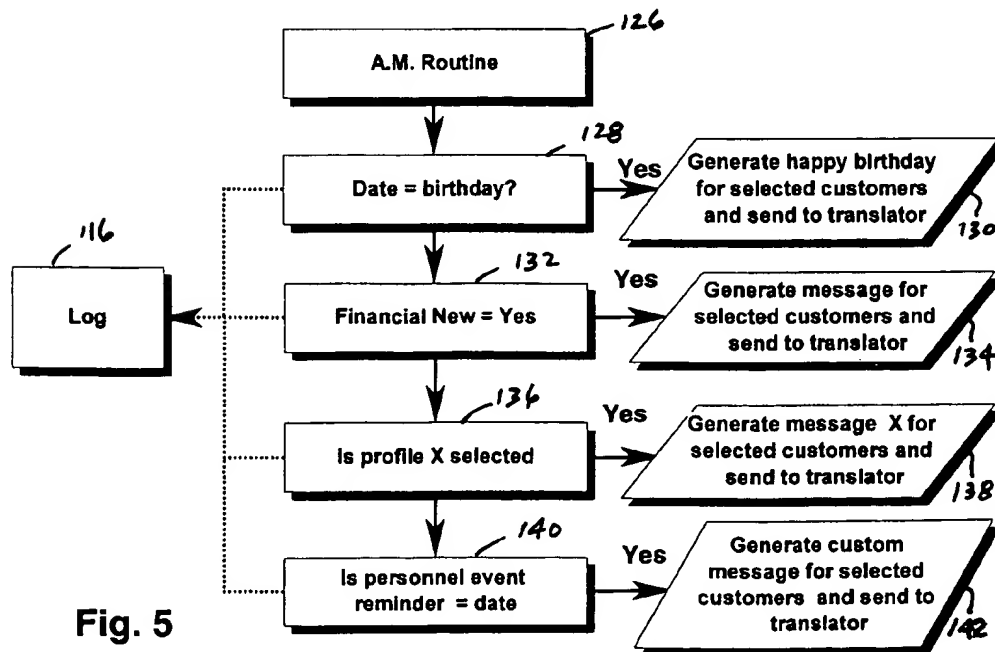 126
A.M. Routine
128
Date = birthday?
Yes
Generate happy birthday
for selected customers
and send to translator
130
116
Log
132
Financial New = Yes
Yes
Generate message for
selected customers and
send to translator
134
136
Is profile X selected
Yes
Generate message X for
selected customers and
send to translator
138
140
Is personnel event
reminder = date
Yes
Generate custom
message for selected
customers and send to
translator
142
Fig. 5